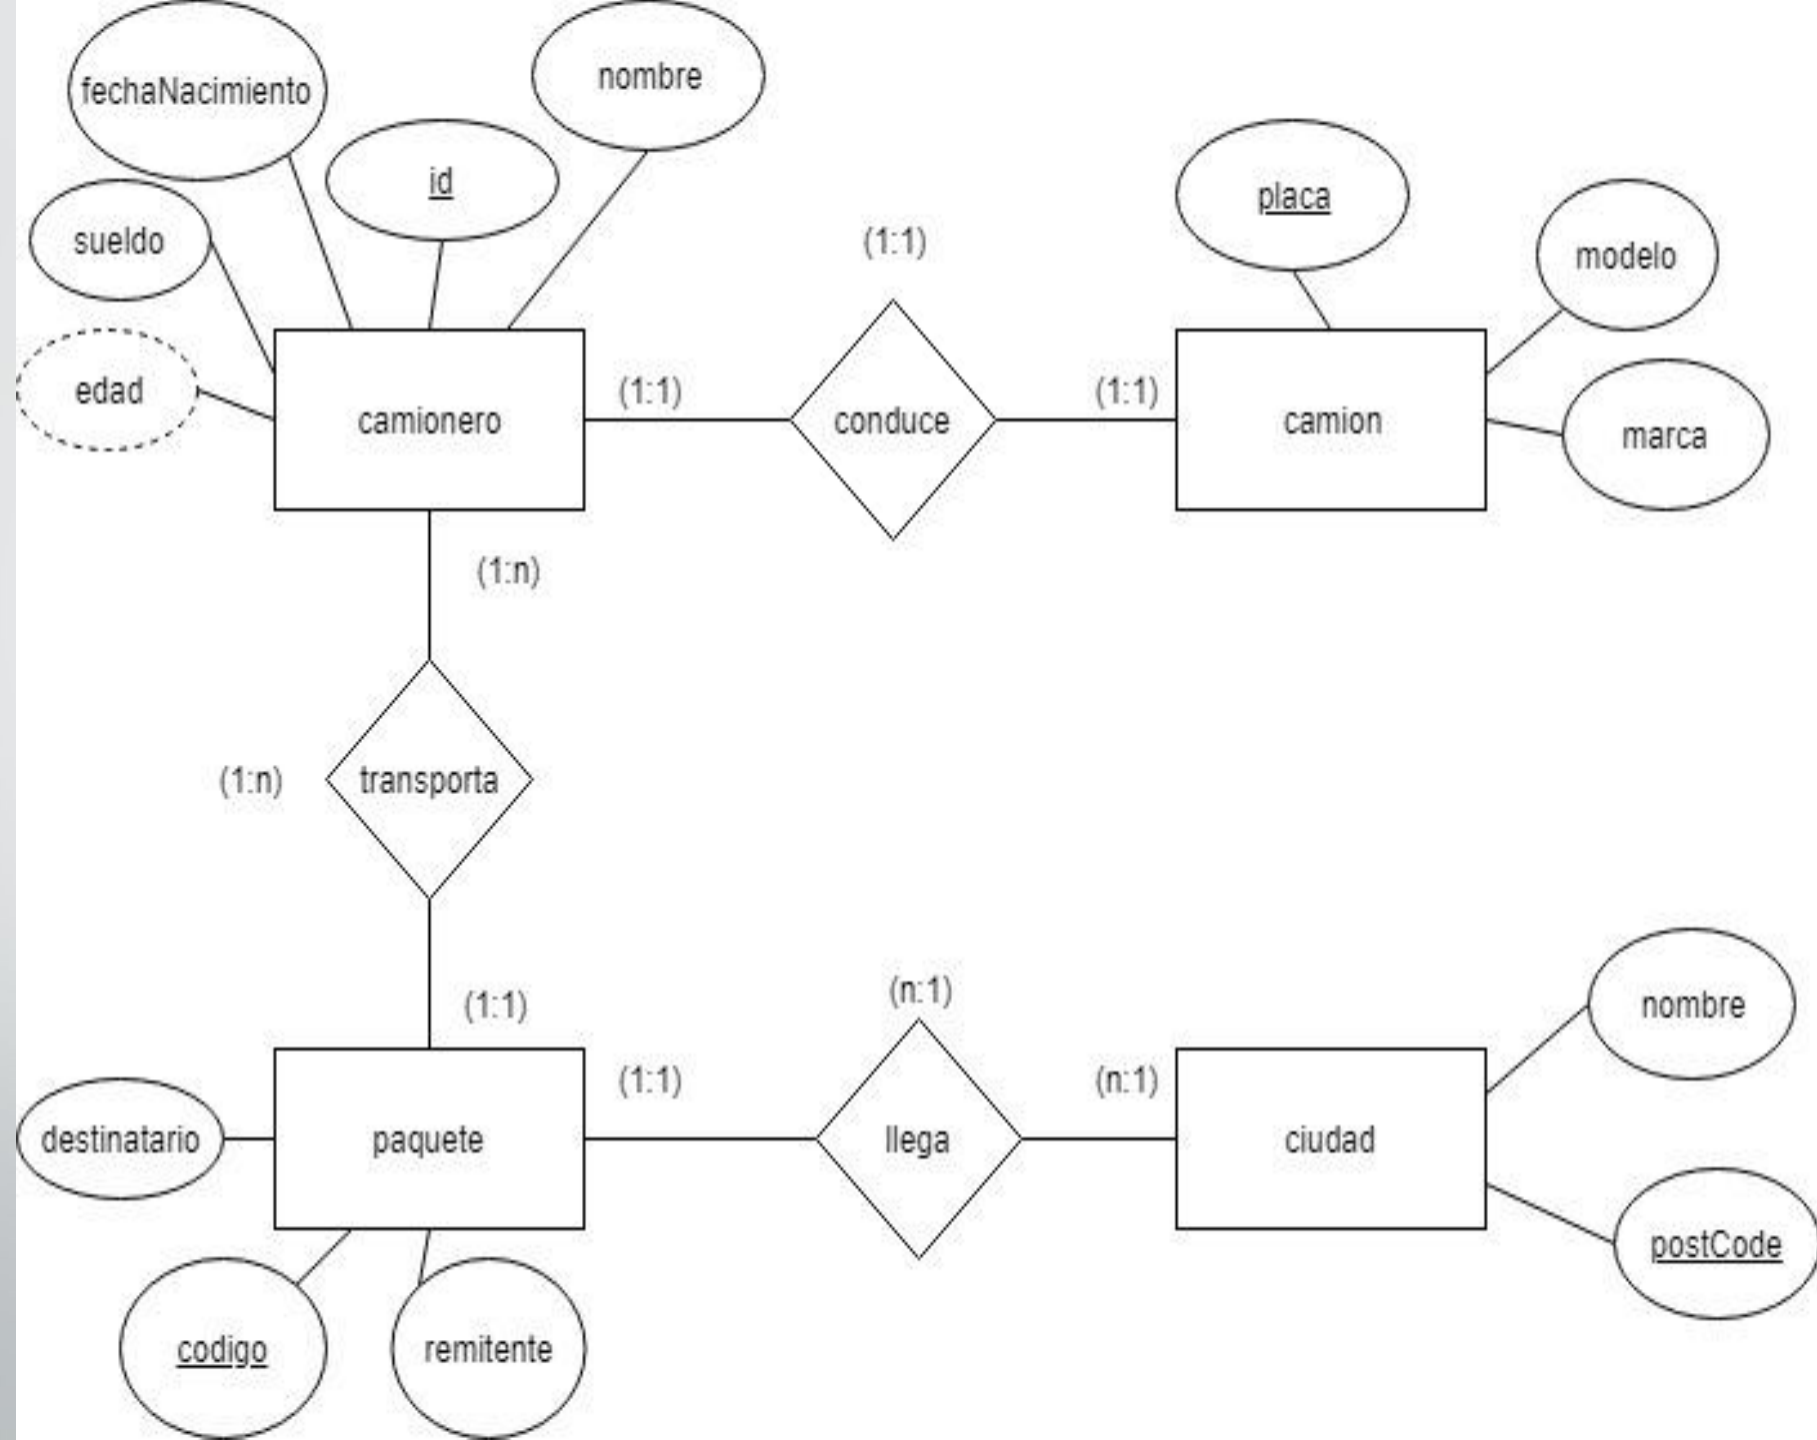 fechaNacimiento
nombre
id
placa
sueldo
(1:1)
modelo
edad
camionero
(1:1)
conduce
(1:1)
camion
marca
(1:n)
(1:n)
transporta
(1:1)
(n:1)
nombre
(1:1)
(n:1)
destinatario
paquete
llega
ciudad
postCode
codigo
remitente